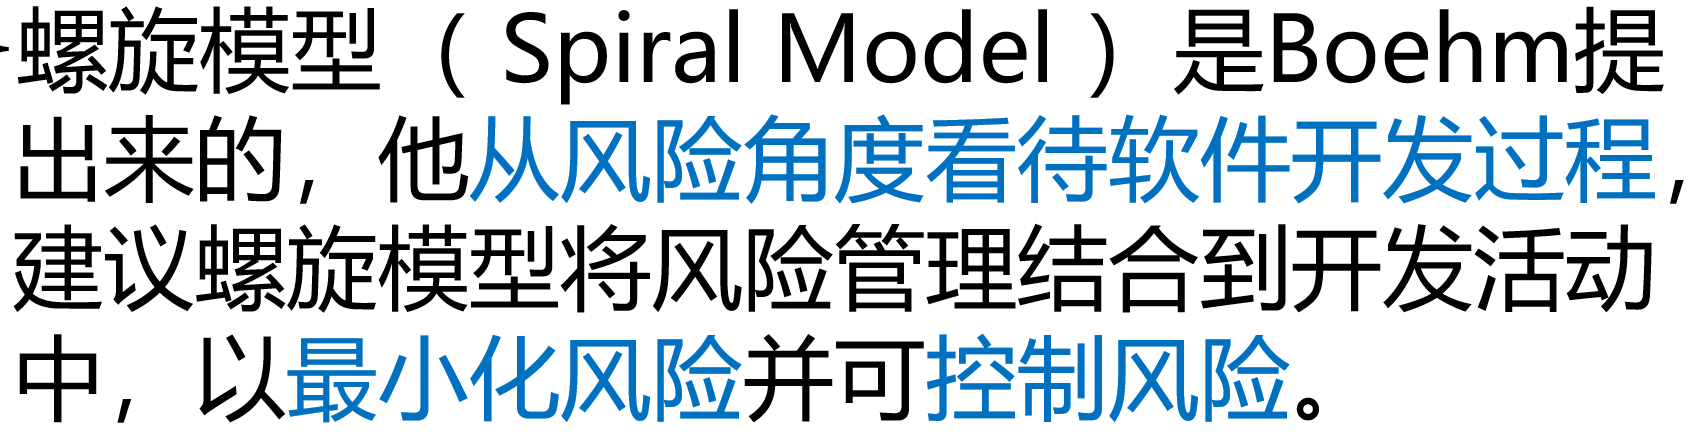 螺旋模型（ Spiral Model ）是Boehm提
出来的，他从风险角度看待软件开发过程，
建议螺旋模型将风险管理结合到开发活动
中，以最小化风险并可控制风险。